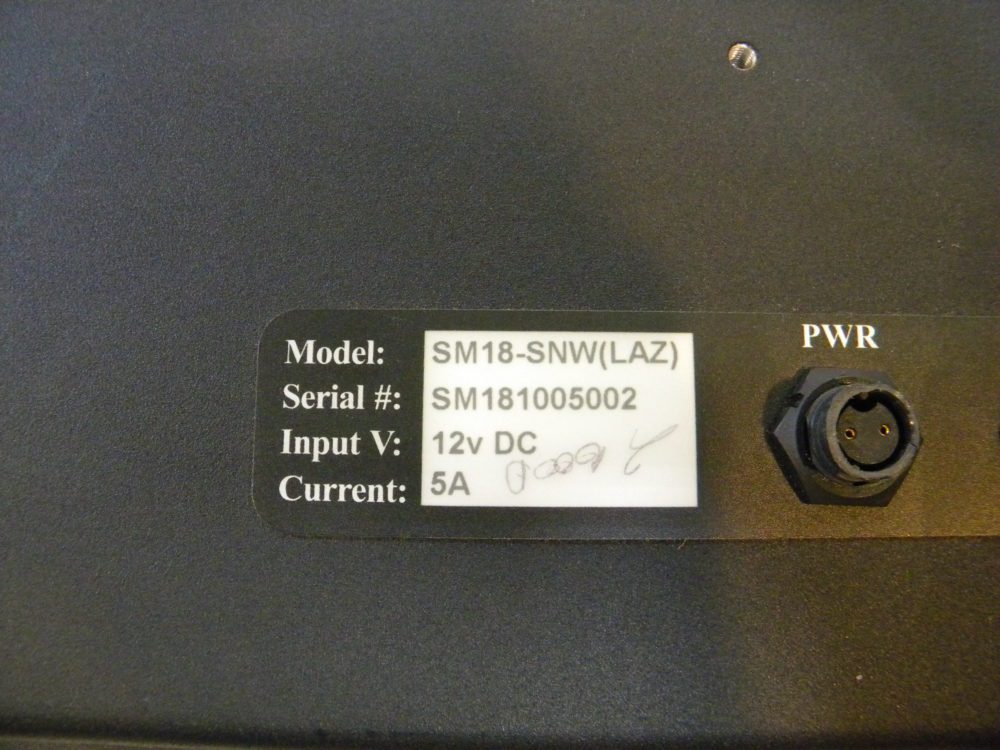 PWR
Model: SM18-SNW(LAZ)
Serial #: SM181005002
Input V: 12v DC
Current: 5A